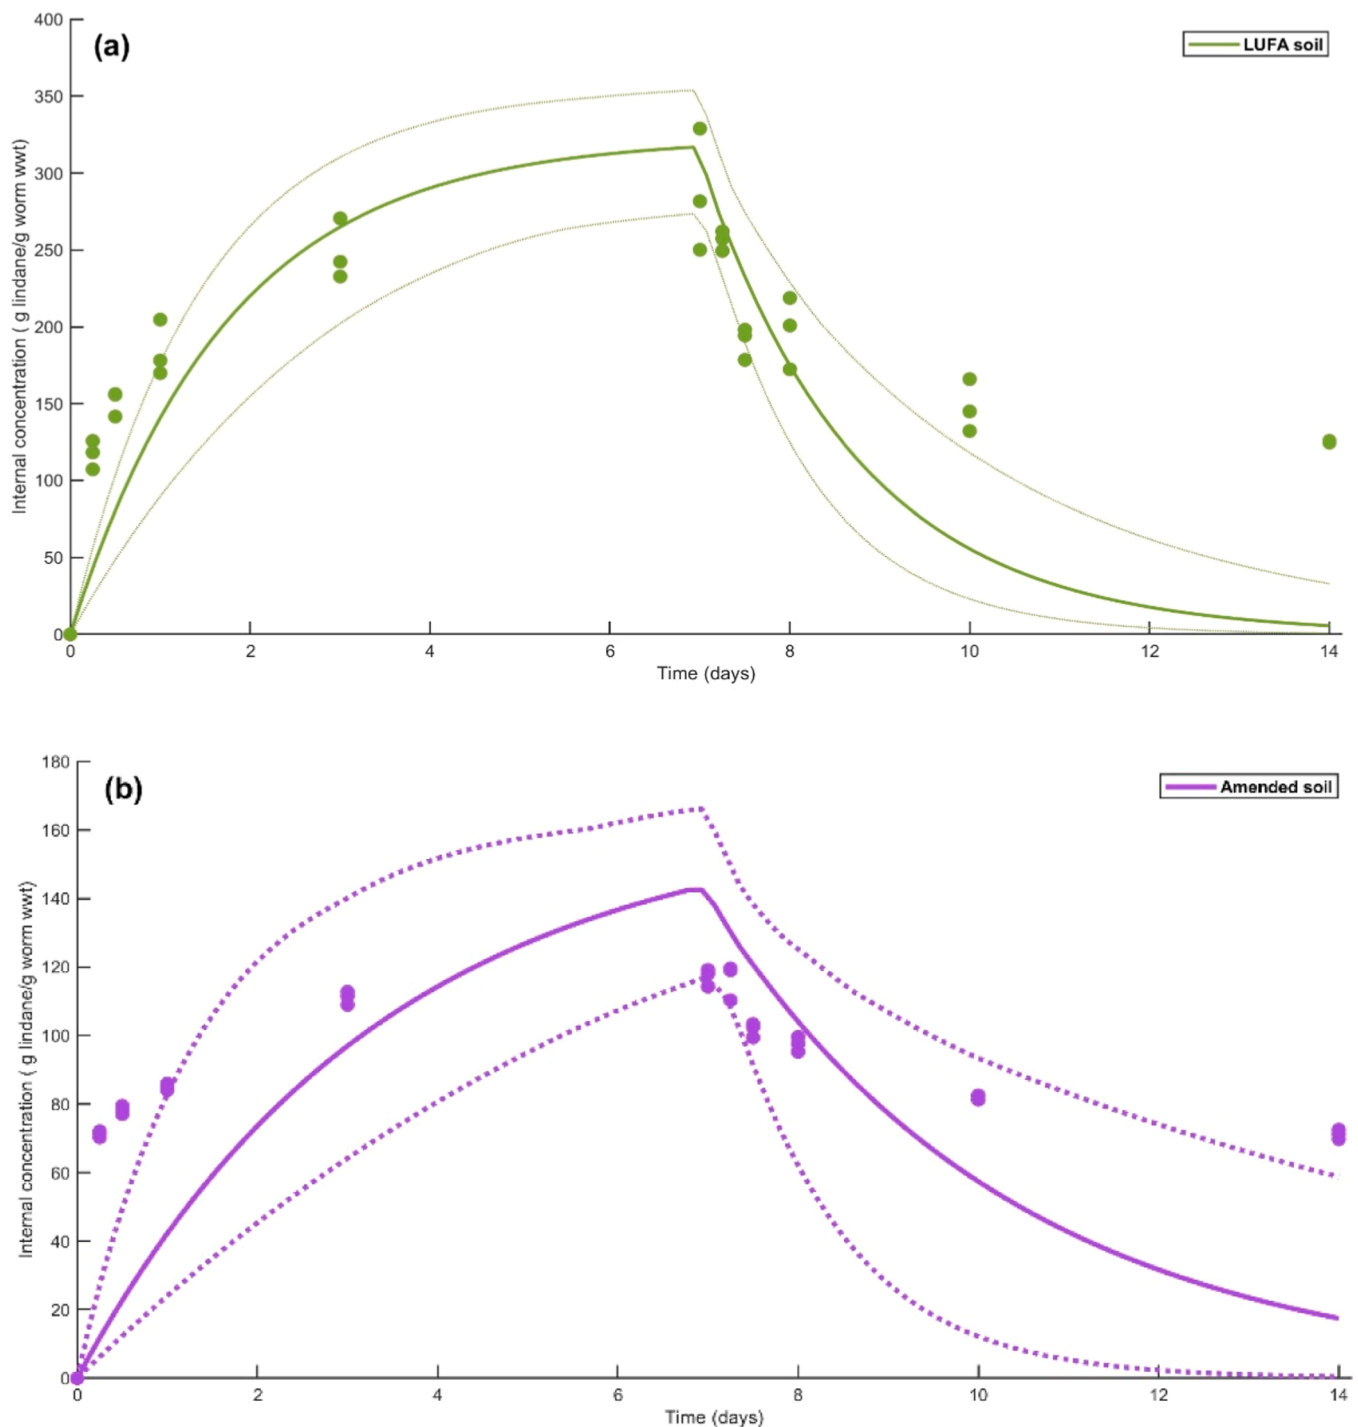 (a)
LUFA soil
Internal concentration ( g lindane/g worm wwt)
400
350
300
250
200
150
100
50
0
0 2 4 6 8 10 12 14
Time (days)
(b)
Amended soil
Internal concentration ( g lindane/g worm wwt)
180
160
140
120
100
80
60
40
20
0
0 2 4 6 8 10 12 14
Time (days)